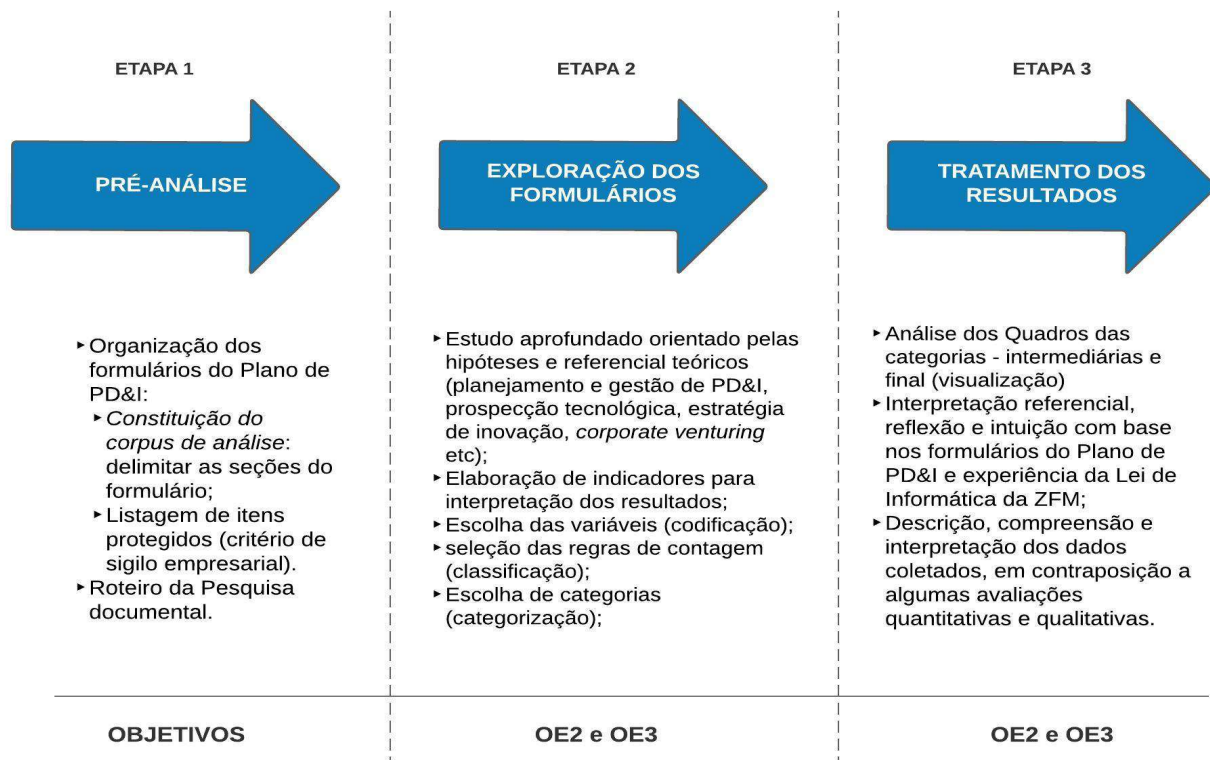 ETAPA 1
PRÉ-ANÁLISE
▸Organização dos
formulários do Plano de
PD&I:
▸Constituição do
corpus de análise:
delimitar as seções do
formulário;
▸Listagem de itens
protegidos (critério de
sigilo empresarial).
▸Roteiro da Pesquisa
documental.
OBJETIVOS
ETAPA 2
EXPLORAÇÃO DOS
FORMULÁRIOS
▸Estudo aprofundado orientado pelas
hipóteses e referencial teóricos
(planejamento e gestão de PD&I,
prospecção tecnológica, estratégia
de inovação, corporate venturing
etc);
▸Elaboração de indicadores para
interpretação dos resultados;
▸Escolha das variáveis (codificação);
▸seleção das regras de contagem
(classificação);
▸Escolha de categorias
(categorização);
OE2 e OE3
ETAPA 3
TRATAMENTO DOS
RESULTADOS
▸Análise dos Quadros das
categorias - intermediárias e
final (visualização)
▸Interpretação referencial,
reflexão e intuição com base
nos formulários do Plano de
PD&I e experiência da Lei de
Informática da ZFM;
▸Descrição, compreensão e
interpretação dos dados
coletados, em contraposição a
algumas avaliações
quantitativas e qualitativas.
OE2 e OE3